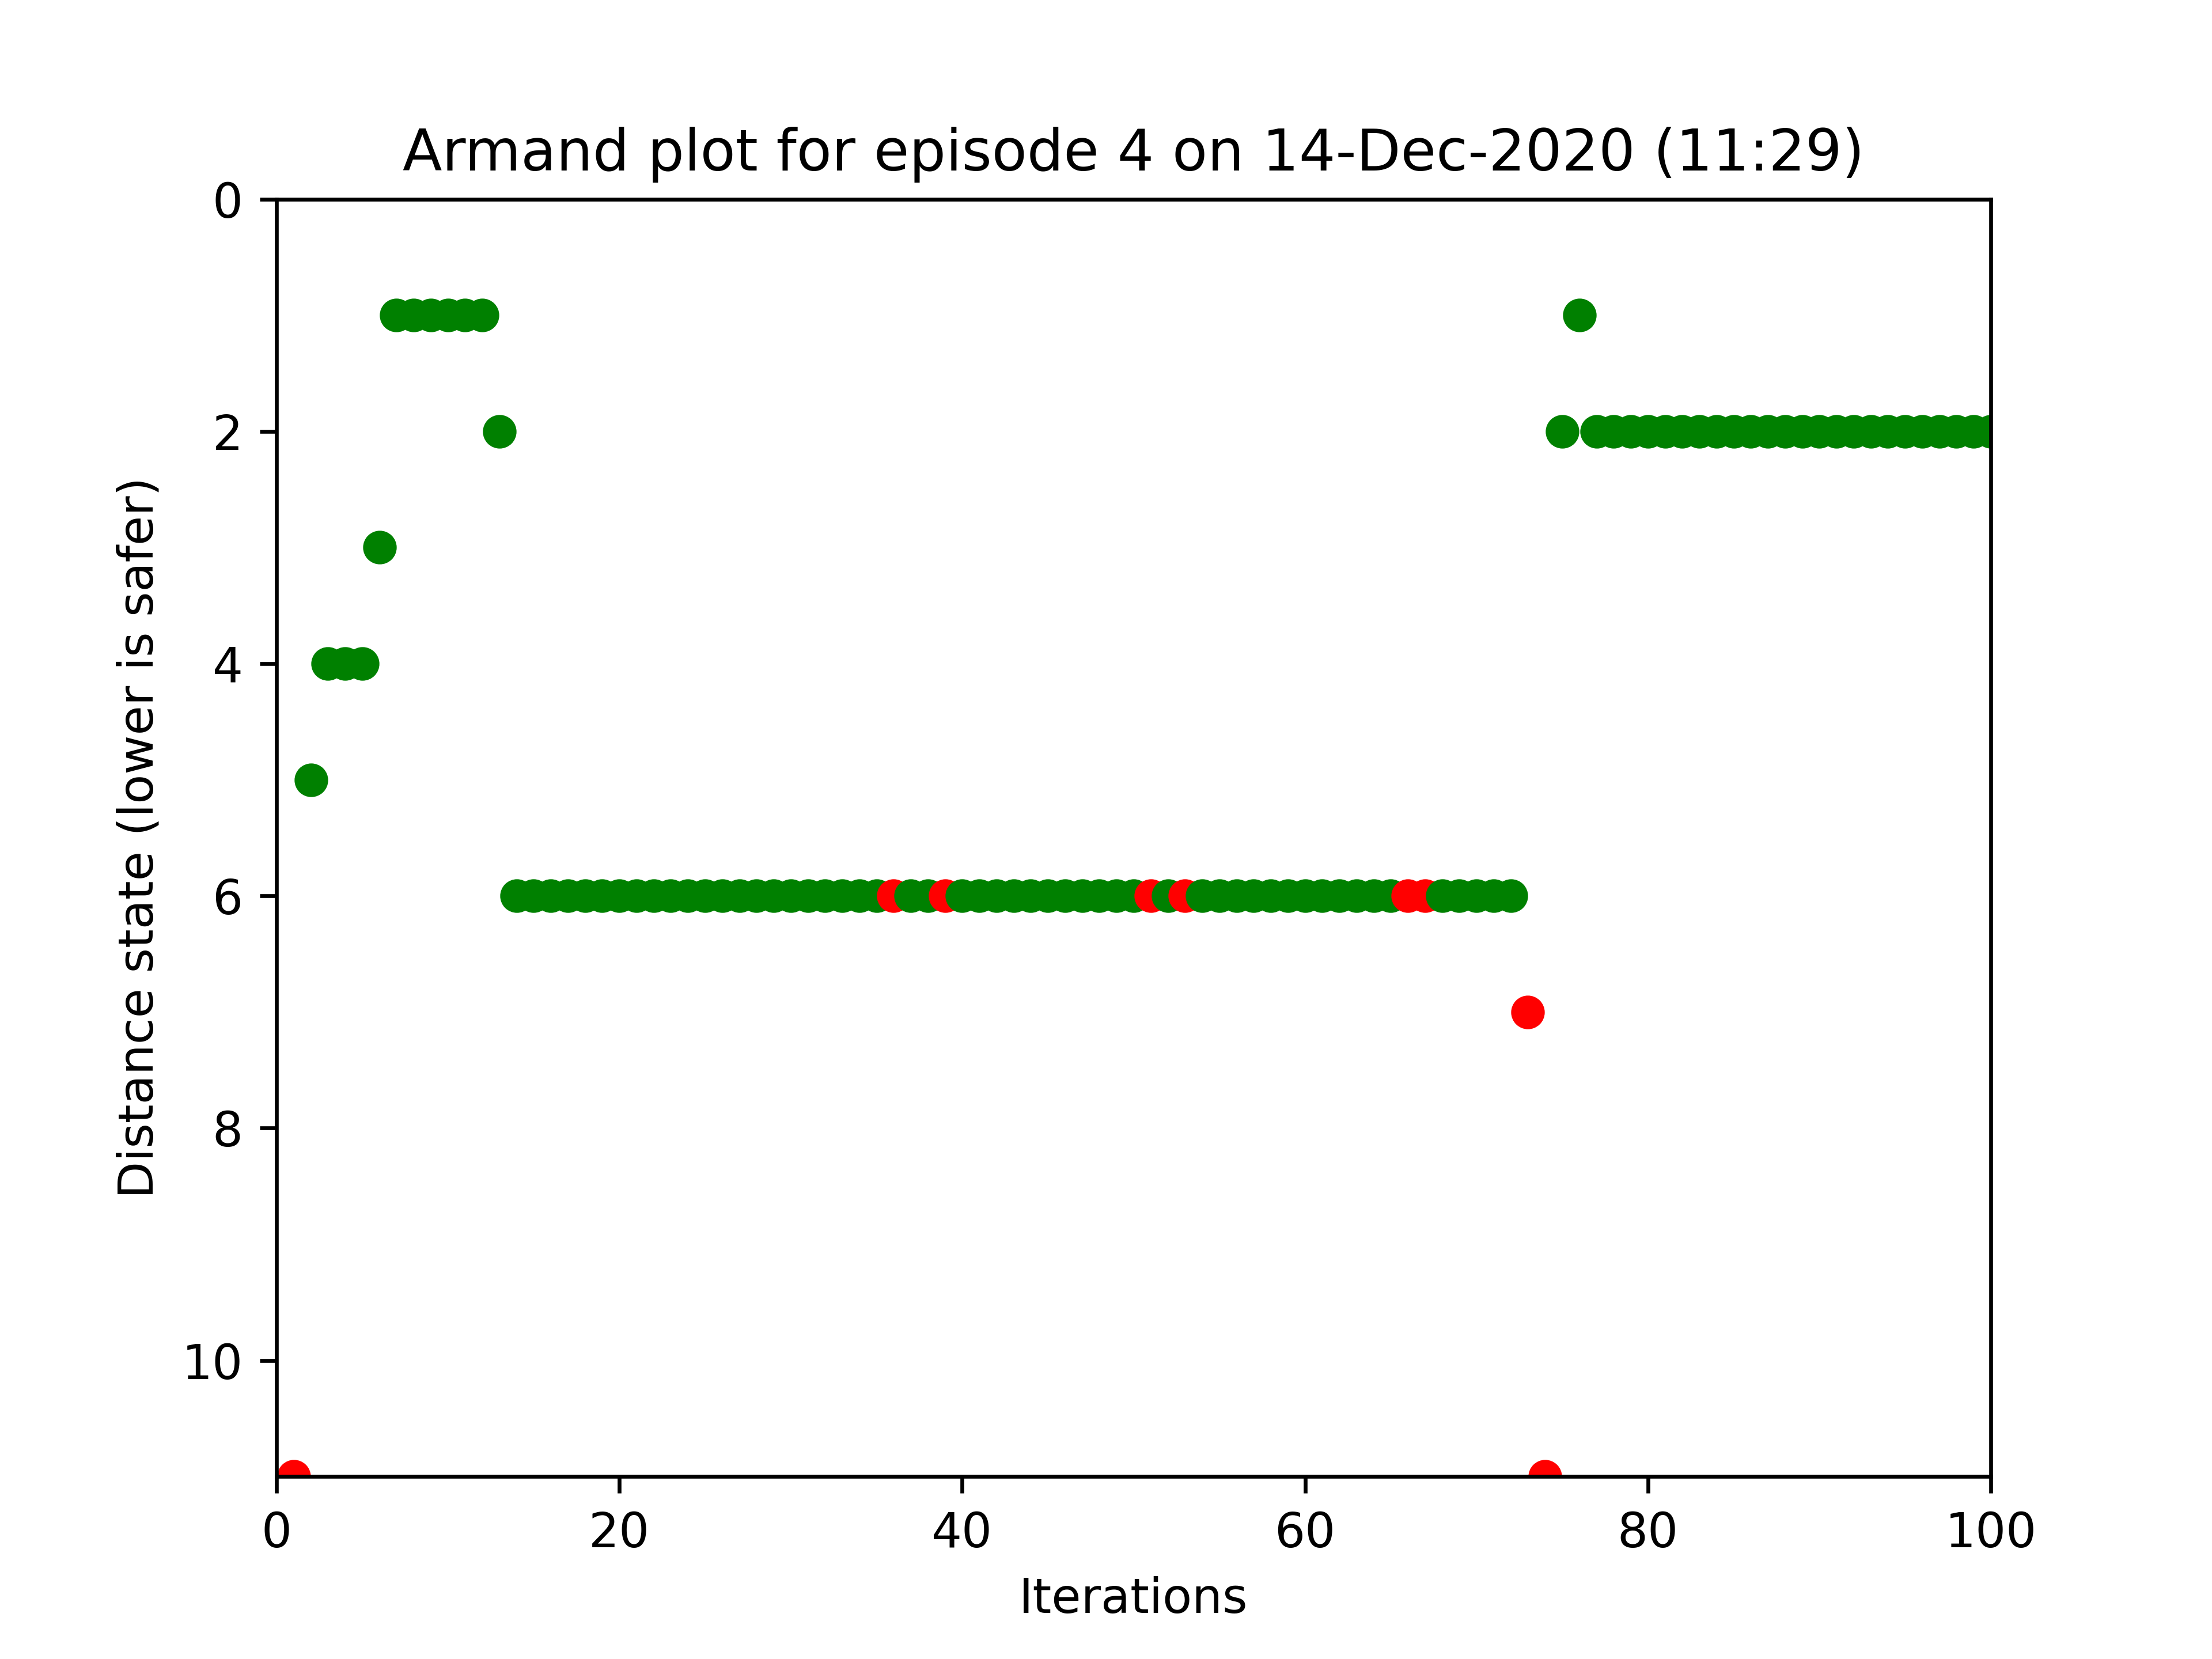 Armand plot for episode 4 on 14-Dec-2020 (11:29)
0
2
4
6
8
10
Distance state (lower is safer)
0 20 40 60 80 100
Iterations